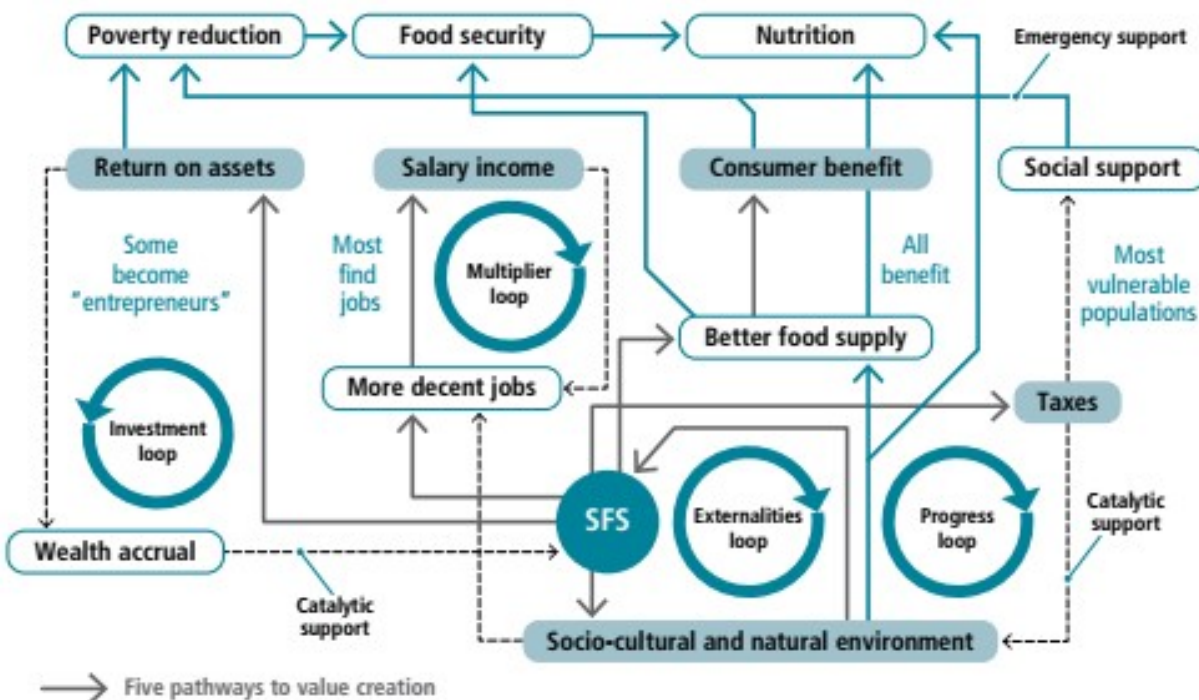 Poverty reduction
Food security
Nutrition
Emergency support
Return on assets
Salary income
Consumer benefit
Social support
Some
become
"entrepreneurs"
Most
find
jobs
Multiplier
loop
All
benefit
Most
vulnerable
populations
Better food supply
More decent jobs
Taxes
Investment
loop
SFS
Externalities
loop
Progress
loop
Catalytic
support
Wealth accrual
Catalytic
support
Socio-cultural and natural environment
Five pathways to value creation